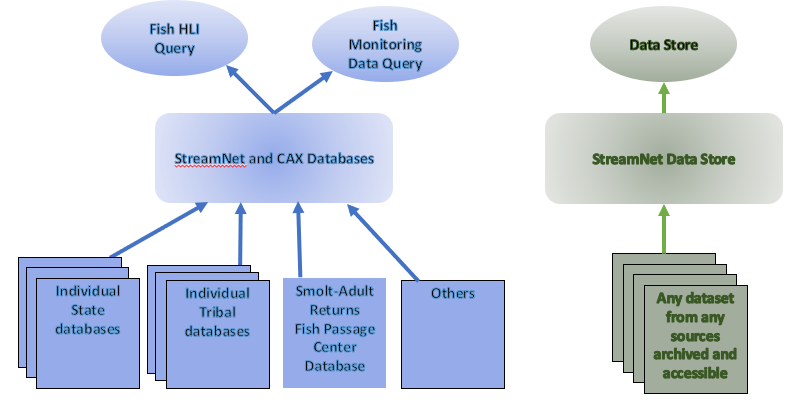 Fish HLI
Query
Fish
Monitoring
Data Query
Data Store
StreamNet and CAX Databases
StreamNet Data Store
Individual
State
databases
Individual
Tribal
databases
Smolt-Adult
Returns
Fish Passage
Center
Database
Others
Any dataset
from any
sources
archived and
accessible